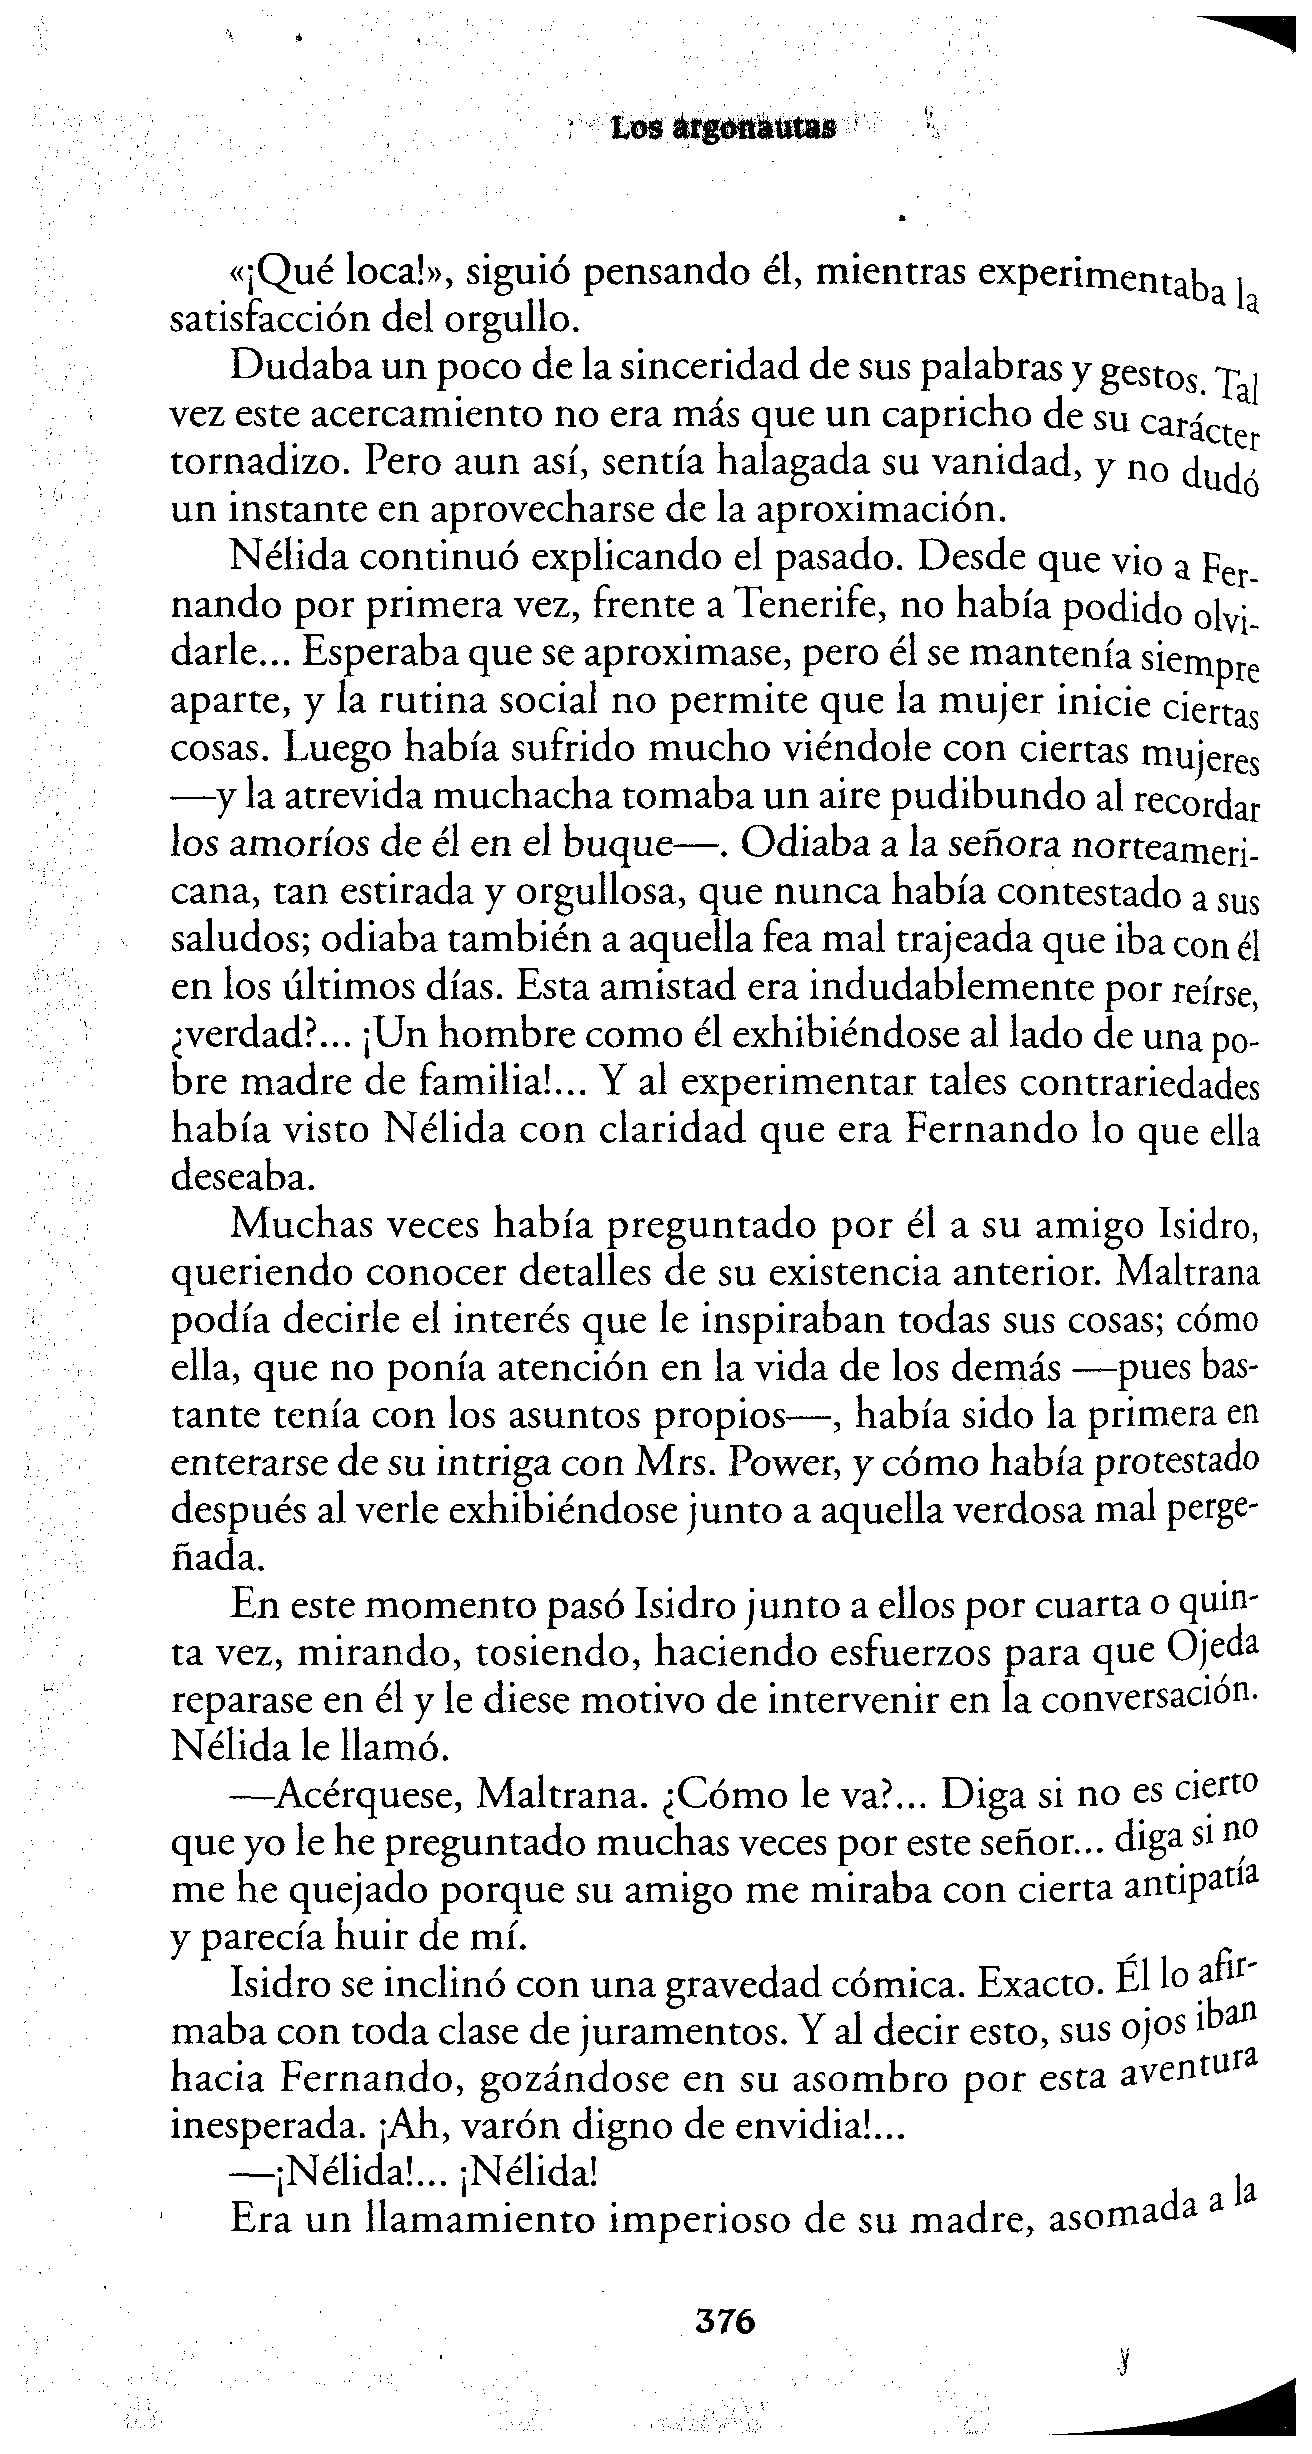 Los argonautas
«¡Qué loca!», siguió pensando él, mientras experimentaba la
satisfacción del orgullo.
Dudaba un poco de la sinceridad de sus palabras y gestos. Tal
vez este acercamiento no era más que un capricho de su carácter
tornadizo. Pero aun así, sentía halagada su vanidad, y no dudó
un instante en aprovecharse de la aproximación.
Nélida continuó explicando el pasado. Desde que vio a Fer-
nando por primera vez, frente a Tenerife, no había podido olvi-
darle... Esperaba que se aproximase, pero él se mantenía siempre
aparte, y la rutina social no permite que la mujer inicie ciertas
cosas. Luego había sufrido mucho viéndole con ciertas mujeres
—y la atrevida muchacha tomaba un aire pudibundo al recordar
los amoríos de él en el buque—. Odiaba a la señora norteameri-
cana, tan estirada y orgullosa, que nunca había contestado a sus
saludos; odiaba también a aquella fea mal trajeada que iba con él
en los últimos días. Esta amistad era indudablemente por reírse,
¿verdad?... ¡Un hombre como él exhibiéndose al lado de una po-
bre madre de familia!... Y al experimentar tales contrariedades
había visto Nélida con claridad que era Fernando lo que ella
deseaba.
Muchas veces había preguntado por él a su amigo Isidro,
queriendo conocer detalles de su existencia anterior. Maltrana
podía decirle el interés que le inspiraban todas sus cosas; cómo
ella, que no ponía atención en la vida de los demás —pues bas-
tante tenía con los asuntos propios—, había sido la primera en
enterarse de su intriga con Mrs. Power, y cómo había protestado
después al verle exhibiéndose junto a aquella verdosa mal perge-
ñada.
En este momento pasó Isidro junto a ellos por cuarta o quin-
ta vez, mirando, tosiendo, haciendo esfuerzos para que Ojeda
reparase en él y le diese motivo de intervenir en la conversación.
Nélida le llamó.
—Acérquese, Maltrana. ¿Cómo le va?... Diga si no es cierto
que yo le he preguntado muchas veces por este señor... diga si no
me he quejado porque su amigo me miraba con cierta antipatía
y parecía huir de mí.
Isidro se inclinó con una gravedad cómica. Exacto. Él lo afir-
maba con toda clase de juramentos. Y al decir esto, sus ojos iban
hacia Fernando, gozándose en su asombro por esta aventura
inesperada. ¡Ah, varón digno de envidia!...
—¡Nélida!... ¡Nélida!
Era un llamamiento imperioso de su madre, asomada a la
376